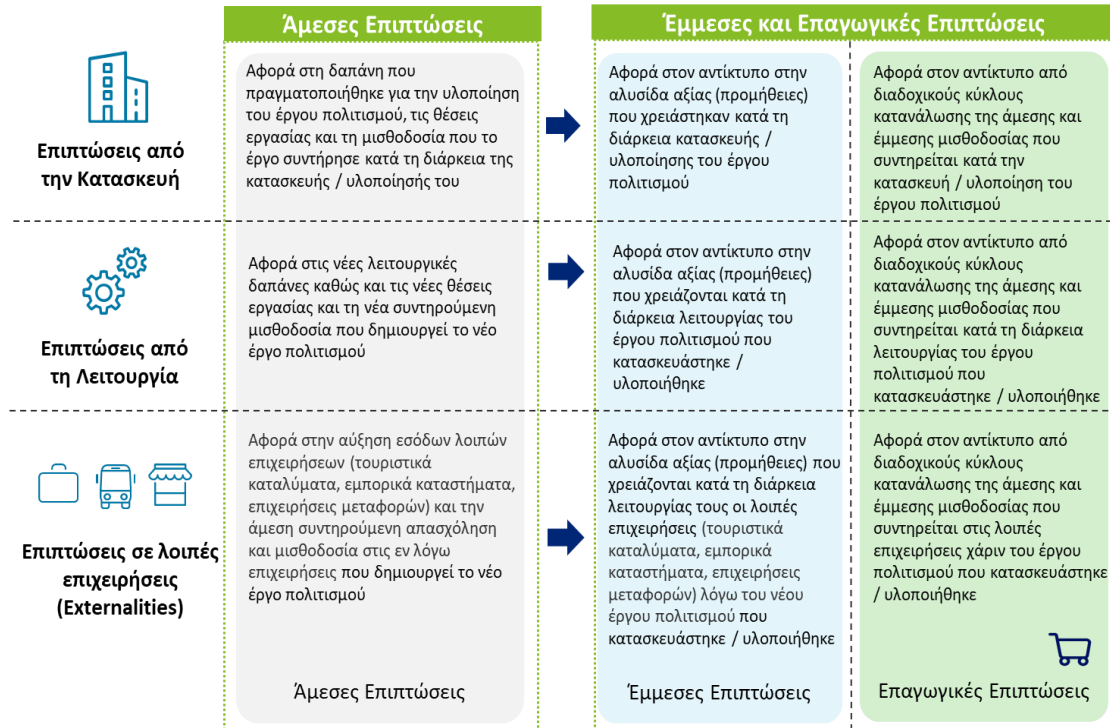 Άμεσες Επιπτώσεις
Έμμεσες και Επαγωγικές Επιπτώσεις
Επιπτώσεις από
την Κατασκευή
Αφορά στη δαπάνη που
πραγματοποιήθηκε για την υλοποίηση
του έργου πολιτισμού, τις θέσεις
εργασίας και τη μισθοδοσία που το
έργο συντήρησε κατά τη διάρκεια της
κατασκευής / υλοποίησής του
Αφορά στον αντίκτυπο στην
αλυσίδα αξίας (προμήθειες)
που χρειάστηκαν κατά τη
διάρκεια κατασκευής /
υλοποίησης του έργου
πολιτισμού
Αφορά στον αντίκτυπο από
διαδοχικούς κύκλους
κατανάλωσης της άμεσης και
έμμεσης μισθοδοσίας που
συντηρείται κατά την
κατασκευή / υλοποίηση του
έργου πολιτισμού
Επιπτώσεις από
τη Λειτουργία
Αφορά στις νέες λειτουργικές
δαπάνες καθώς και τις νέες θέσεις
εργασίας και τη νέα συντηρούμενη
μισθοδοσία που δημιουργεί το νέο
έργο πολιτισμού
Αφορά στον αντίκτυπο στην
αλυσίδα αξίας (προμήθειες)
που χρειάζονται κατά τη
διάρκεια λειτουργίας του
έργου πολιτισμού που
κατασκευάστηκε /
υλοποιήθηκε
Αφορά στον αντίκτυπο από
διαδοχικούς κύκλους
κατανάλωσης της άμεσης και
έμμεσης μισθοδοσίας που
συντηρείται κατά τη διάρκεια
λειτουργίας του έργου
πολιτισμού που
κατασκευάστηκε / υλοποιήθηκε
Επιπτώσεις σε λοιπές
επιχειρήσεις
(Externalities)
Αφορά στην αύξηση εσόδων λοιπών
επιχειρήσεων (τουριστικά
καταλύματα, εμπορικά καταστήματα,
επιχειρήσεις μεταφορών) και την
άμεση συντηρούμενη απασχόληση
και μισθοδοσία στις εν λόγω
επιχειρήσεις που δημιουργεί το νέο
έργο πολιτισμού
Αφορά στον αντίκτυπο στην
αλυσίδα αξίας (προμήθειες) που
χρειάζονται κατά τη διάρκεια
λειτουργίας τους οι λοιπές
επιχειρήσεις (τουριστικά
καταλύματα, εμπορικά
καταστήματα, επιχειρήσεις
μεταφορών) λόγω του νέου
έργου πολιτισμού που
κατασκευάστηκε / υλοποιήθηκε
Αφορά στον αντίκτυπο από
διαδοχικούς κύκλους
κατανάλωσης της άμεσης και
έμμεσης μισθοδοσίας που
συντηρείται στις λοιπές
επιχειρήσεις χάριν του έργου
πολιτισμού που κατασκευάστηκε
/ υλοποιήθηκε
Άμεσες Επιπτώσεις
Έμμεσες Επιπτώσεις
Επαγωγικές Επιπτώσεις